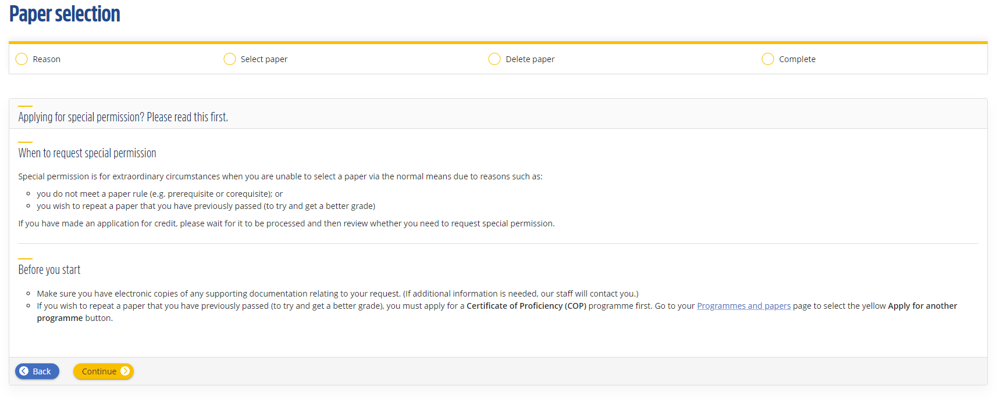 Paper selection
Reason
Select paper
Delete paper
Complete
Applying for special permission? Please read this first.
When to request special permission
Special permission is for extraordinary circumstances when you are unable to select a paper via the normal means due to reasons such as:
you do not meet a paper rule (e.g. prerequisite or corequisite); or
you wish to repeat a paper that you have previously passed (to try and get a better grade)
If you have made an application for credit, please wait for it to be processed and then review whether you need to request special permission.
Before you start
Make sure you have electronic copies of any supporting documentation relating to your request. (If additional information is needed, our staff will contact you.)
If you wish to repeat a paper that you have previously passed (to try and get a better grade), you must apply for a Certificate of Proficiency (COP) programme first. Go to your Programmes and papers page to select the yellow Apply for another
programme button.
Back
Continue